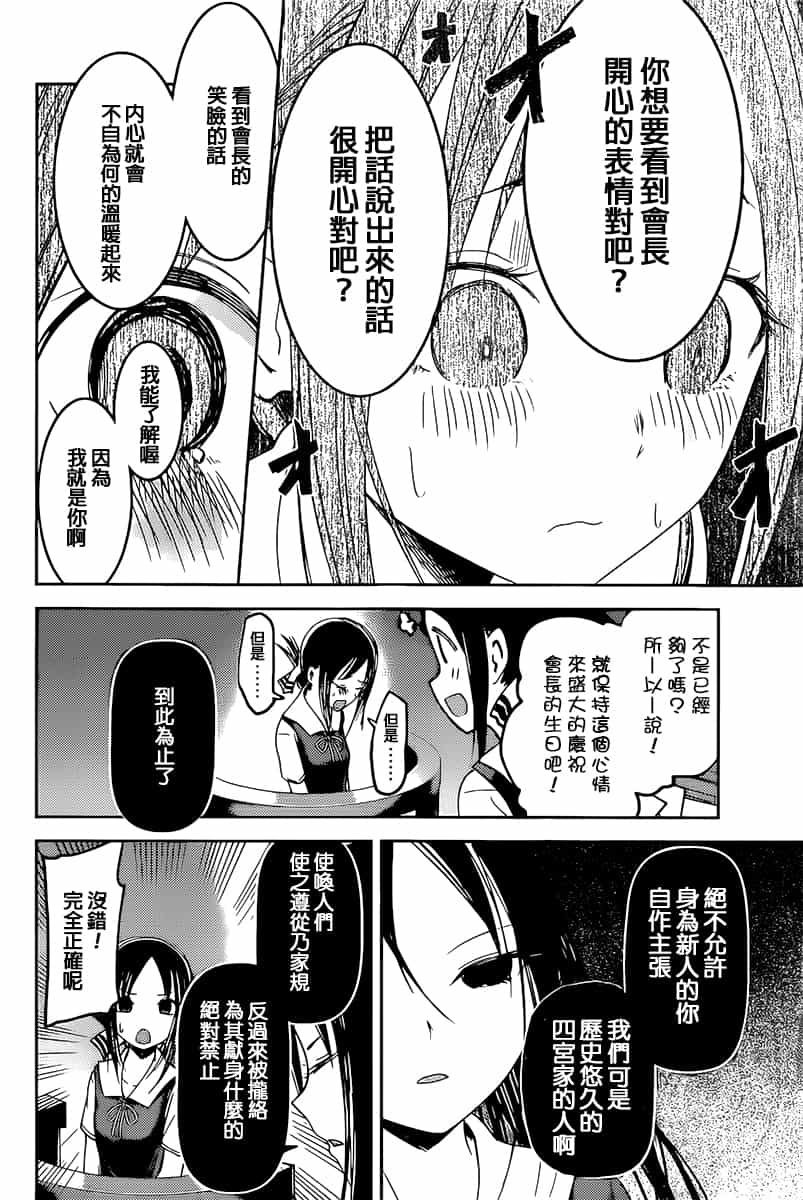 你想要看到會長
開心的表情對吧？
把話說出來的話
很開心對吧？
オ
オ
オ
オ
看到會長的
笑臉的話
內心就會
不自為何的溫暖起來
我能了解喔
因為
我就是你啊
不是已經
夠了嗎？
所—以—說！
就保持這個心情
來盛大的慶祝
會長的生日吧！
但是……
但是……
到此為止了
絕不允許
身為新人的你
自作主張
我們可是
歷史悠久的
四宮家的人啊
使喚人們
使之遵從乃家規
反過來被攏絡
為其獻身什麼的
絕對禁止
沒錯！
完全正確呢